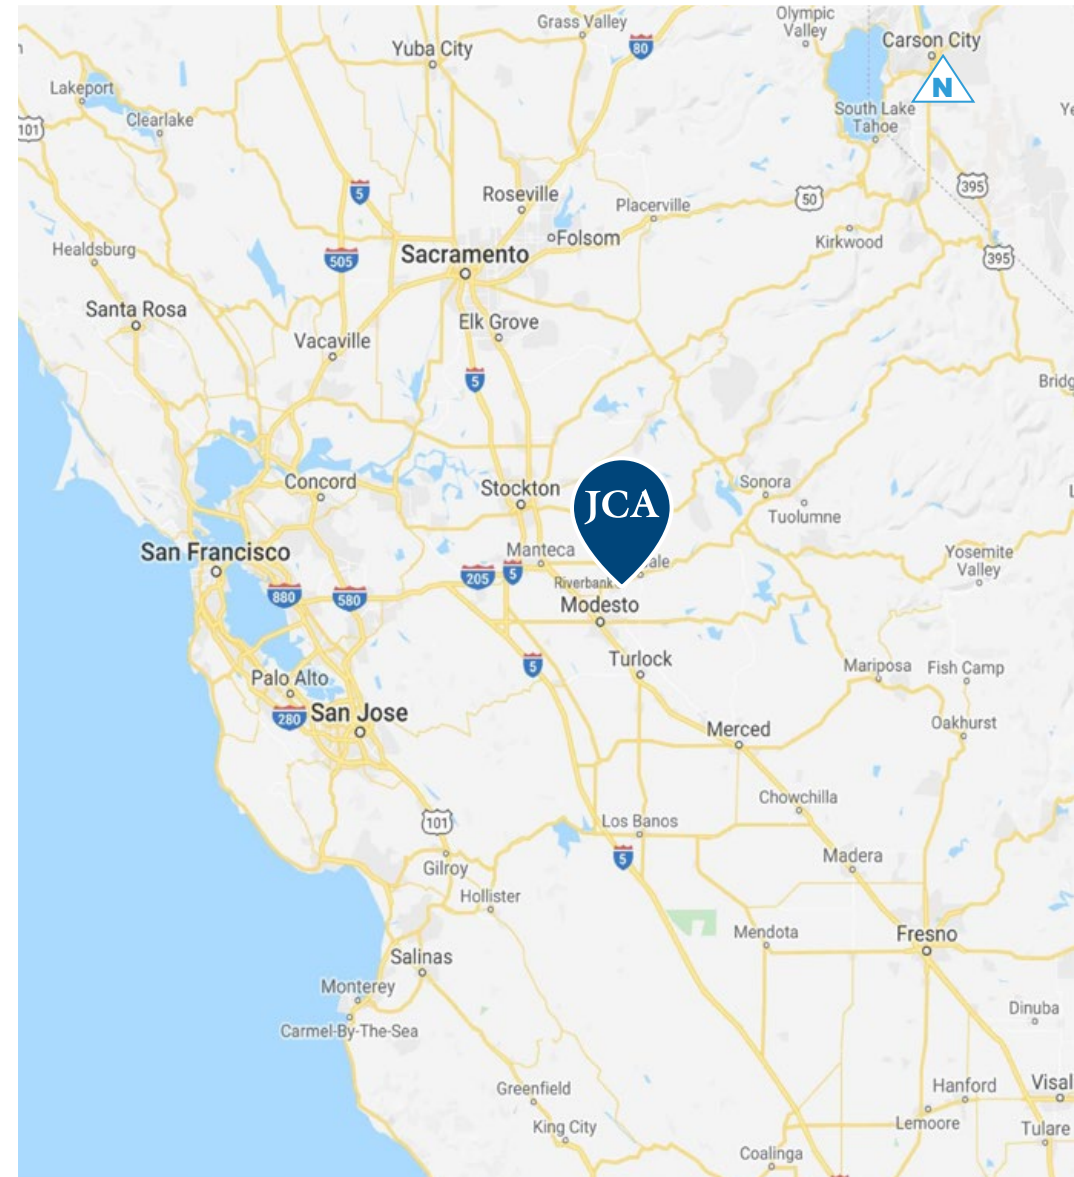 Grass Valley
Olympic
Valley
Yuba City
80
Carson City
N
Lakeport
101
Clearlake
South Lake
Tahoe
5
Roseville
Placerville
50
395
Healdsburg
Folsom
Kirkwood
505
Sacramento
395
Santa Rosa
Elk Grove
Vacaville
5
Bridg
Concord
Stockton
JCA
Sonora
Tuolumne
San Francisco
Manteca
ale
Yosemite
Valley
205
5
Riverbank
880
580
Modesto
5
Turlock
Mariposa
Fish Camp
Palo Alto
280
San Jose
Merced
Oakhurst
101
Chowchilla
Los Banos
5
Madera
Gilroy
Hollister
Mendota
Fresno
Salinas
Monterey
Carmel-By-The-Sea
Dinuba
Greenfield
Hanford
Visal
King City
Lemoore
Tulare
Coalinga